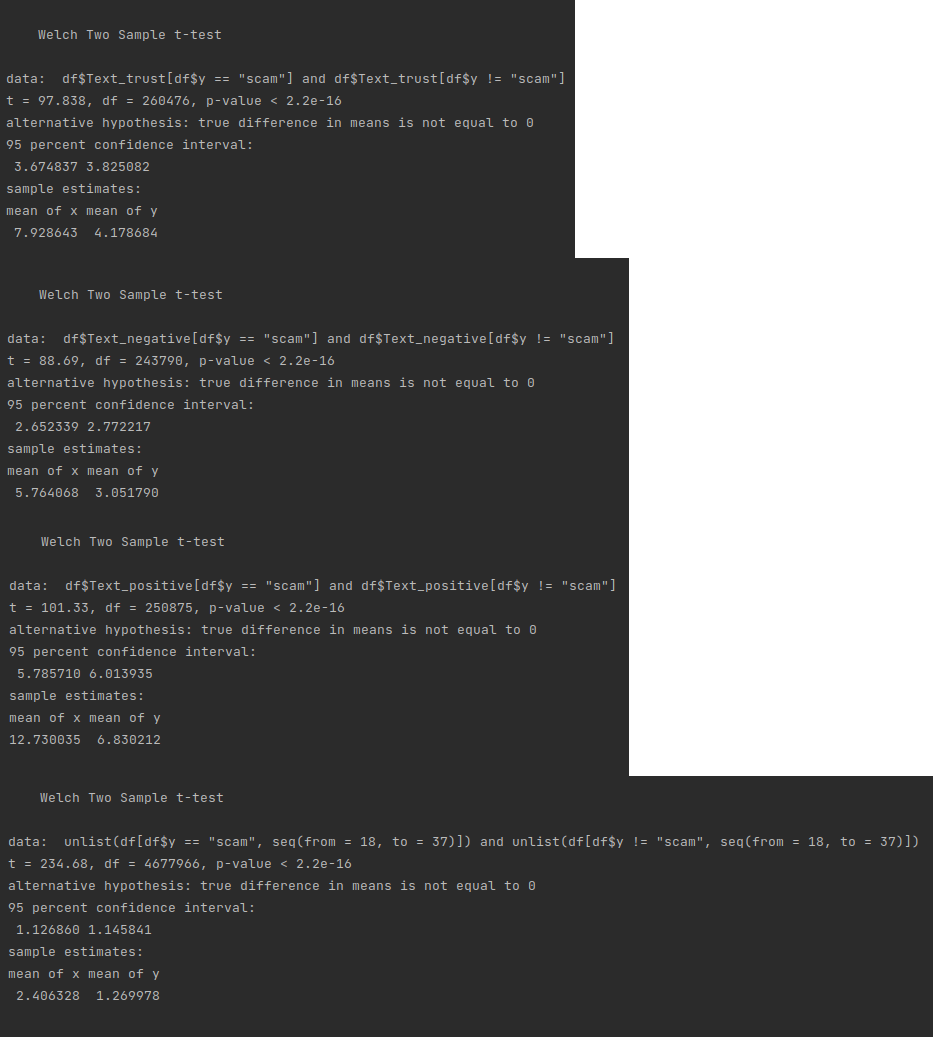 Welch Two Sample t-test
data:  df$Text_trust[df$y == "scam"] and df$Text_trust[df$y != "scam"]
t = 97.838, df = 260476, p-value < 2.2e-16
alternative hypothesis: true difference in means is not equal to 0
95 percent confidence interval:
 3.674837 3.825082
sample estimates:
mean of x mean of y
 7.928643  4.178684
Welch Two Sample t-test
data:  df$Text_negative[df$y == "scam"] and df$Text_negative[df$y != "scam"]
t = 88.69, df = 243790, p-value < 2.2e-16
alternative hypothesis: true difference in means is not equal to 0
95 percent confidence interval:
 2.652339 2.772217
sample estimates:
mean of x mean of y
 5.764068  3.051790
Welch Two Sample t-test
data:  df$Text_positive[df$y == "scam"] and df$Text_positive[df$y != "scam"]
t = 101.33, df = 250875, p-value < 2.2e-16
alternative hypothesis: true difference in means is not equal to 0
95 percent confidence interval:
 5.785710 6.013935
sample estimates:
mean of x mean of y
12.730035  6.830212
Welch Two Sample t-test
data:  unlist(df[df$y == "scam", seq(from = 18, to = 37)]) and unlist(df[df$y != "scam", seq(from = 18, to = 37)])
t = 234.68, df = 4677966, p-value < 2.2e-16
alternative hypothesis: true difference in means is not equal to 0
95 percent confidence interval:
 1.126860 1.145841
sample estimates:
mean of x mean of y
 2.406328  1.269978